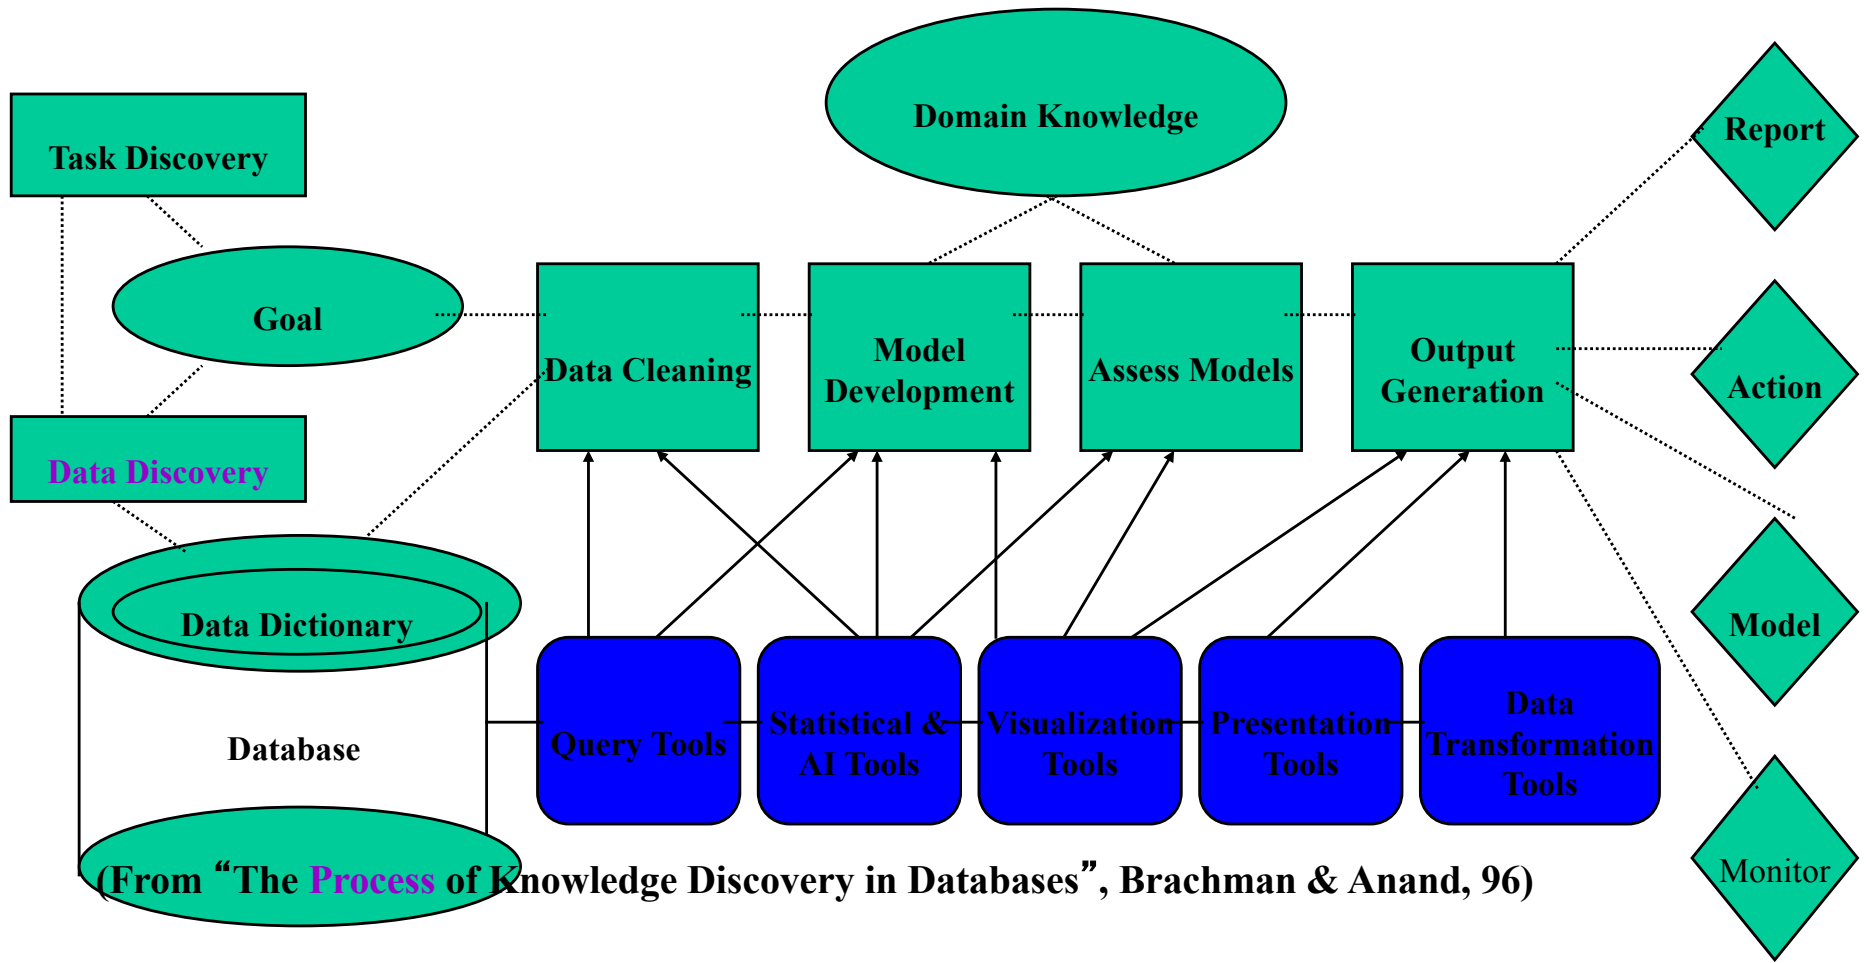 Domain Knowledge
Report
Task Discovery
Goal
Data Cleaning
Model
Development
Assess Models
Output
Generation
Action
Data Discovery
Data Dictionary
Model
Database
Query Tools
Statistical &
AI Tools
Visualization
Tools
Presentation
Tools
Data
Transformation
Tools
Monitor
(From “The Process of Knowledge Discovery in Databases”, Brachman & Anand, 96)